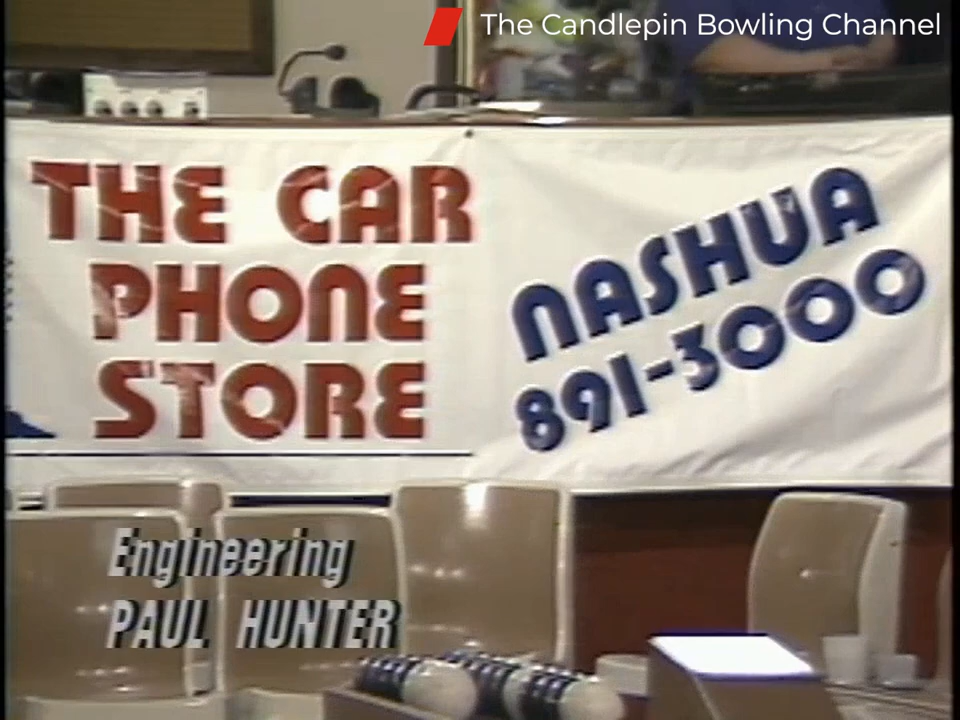 The Candlepin Bowling Channel
THE CAR
PHONE
STORE
NASHUA
891-3000
Engineering
PAUL HUNTER